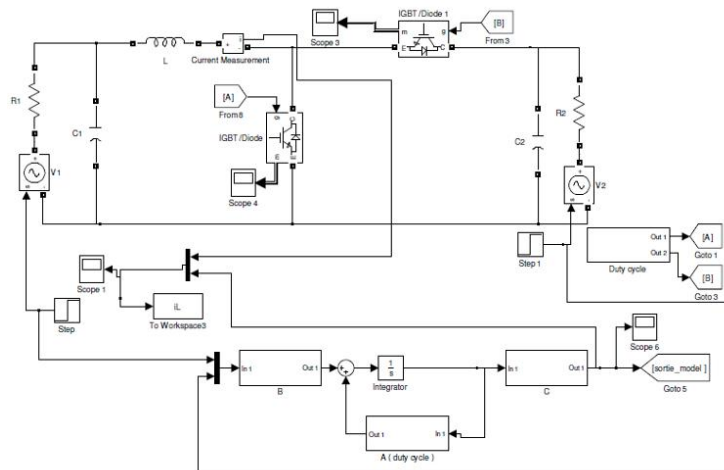 IGBT /Diode 1
m
g
E
C
Scope 3
[B]
From 3
L
+
-
i
Current Measurement
R1
C1
[A]
From 8
g
C
IGBT /Diode
E
m
Scope 4
C2
R2
+
-
s
V1
+
-
s
V2
Step 1
Out 1
Out 2
Duty cycle
[A]
Goto 1
[B]
Goto 3
Scope 1
iL
To Workspace3
Step
Scope 6
In 1
Out 1
B
+
+
1
s
Integrator
In 1
Out 1
C
[sortie_model ]
Goto 5
Out 1
In 1
A ( duty cycle )